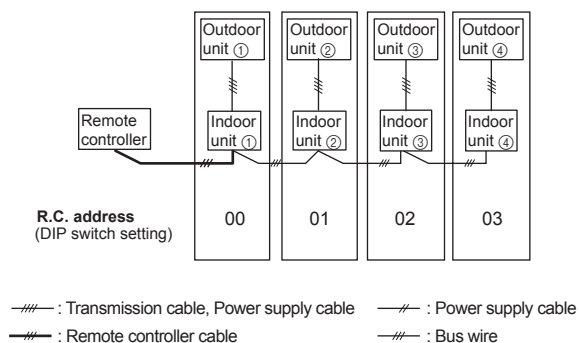 Outdoor unit ①
Outdoor unit ②
Outdoor unit ③
Outdoor unit ④
Remote controller
Indoor unit ①
Indoor unit ②
Indoor unit ③
Indoor unit ④
R.C. address
(DIP switch setting)
00
01
02
03
: Transmission cable, Power supply cable
: Power supply cable
: Remote controller cable
: Bus wire